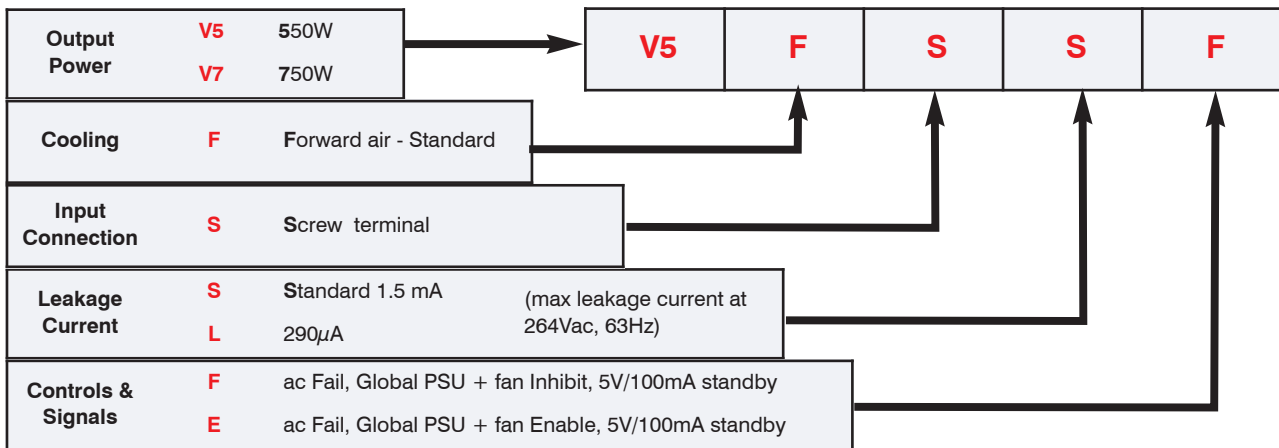 Output Power V5 550W
V7 750W
V5 F S S F
Cooling F Forward air - Standard
Input Connection S Screw terminal
Leakage Current S Standard 1.5 mA (max leakage current at 264Vac, 63Hz)
L 290µA
Controls & Signals F ac Fail, Global PSU + fan Inhibit, 5V/100mA standby
E ac Fail, Global PSU + fan Enable, 5V/100mA standby